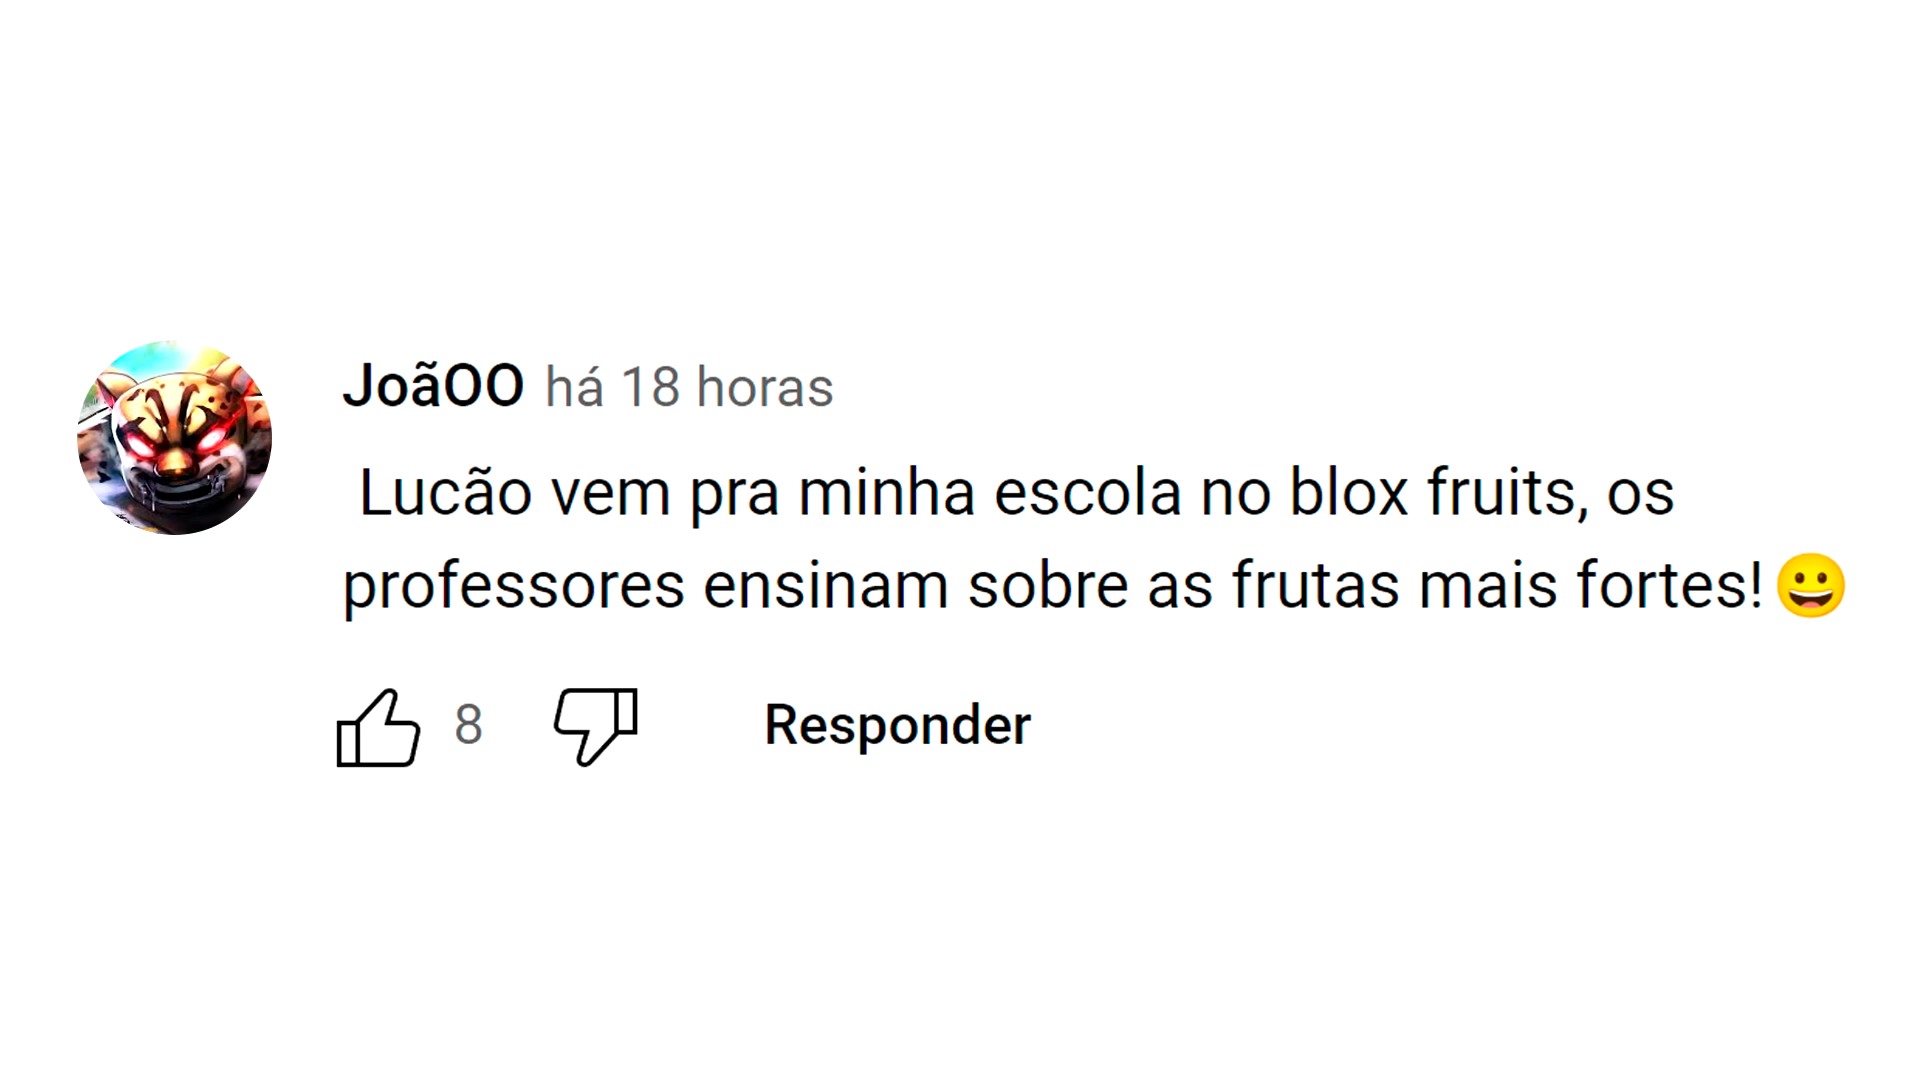 JoãOO há 18 horas
Lucão vem pra minha escola no blox fruits, os
professores ensinam sobre as frutas mais fortes!😀
8 Responder